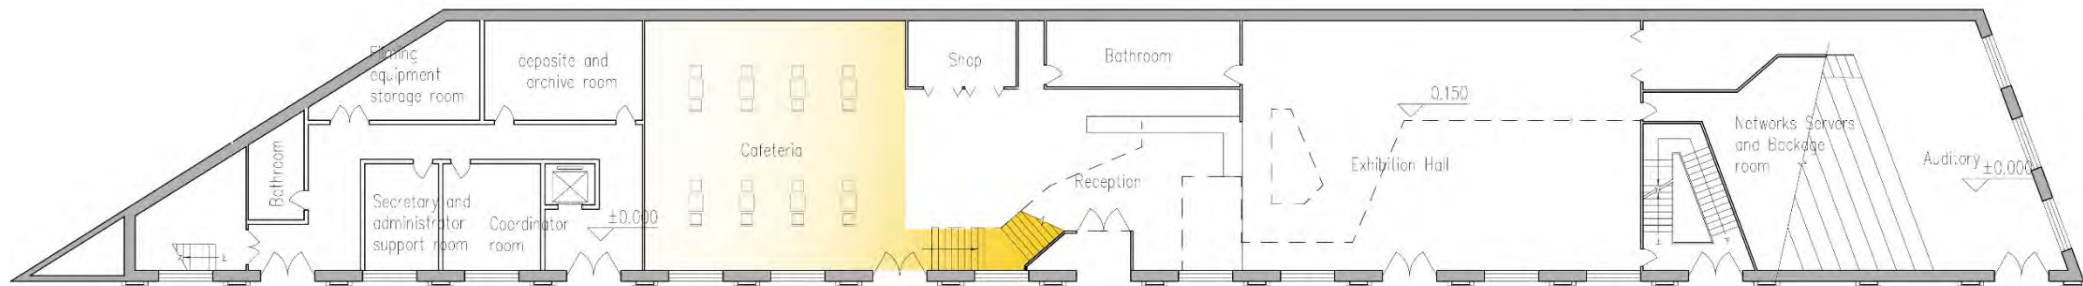 Filming
equipment
storage room
deposite and
archive room
Bathroom
Secretary and
administrator
support room
Coordinator
room
±0.000
Cafeteria
Shop
Bathroom
Reception
0.150
Exhibition Hall
Networks Servers
and Backage
room
Auditory
±0.000